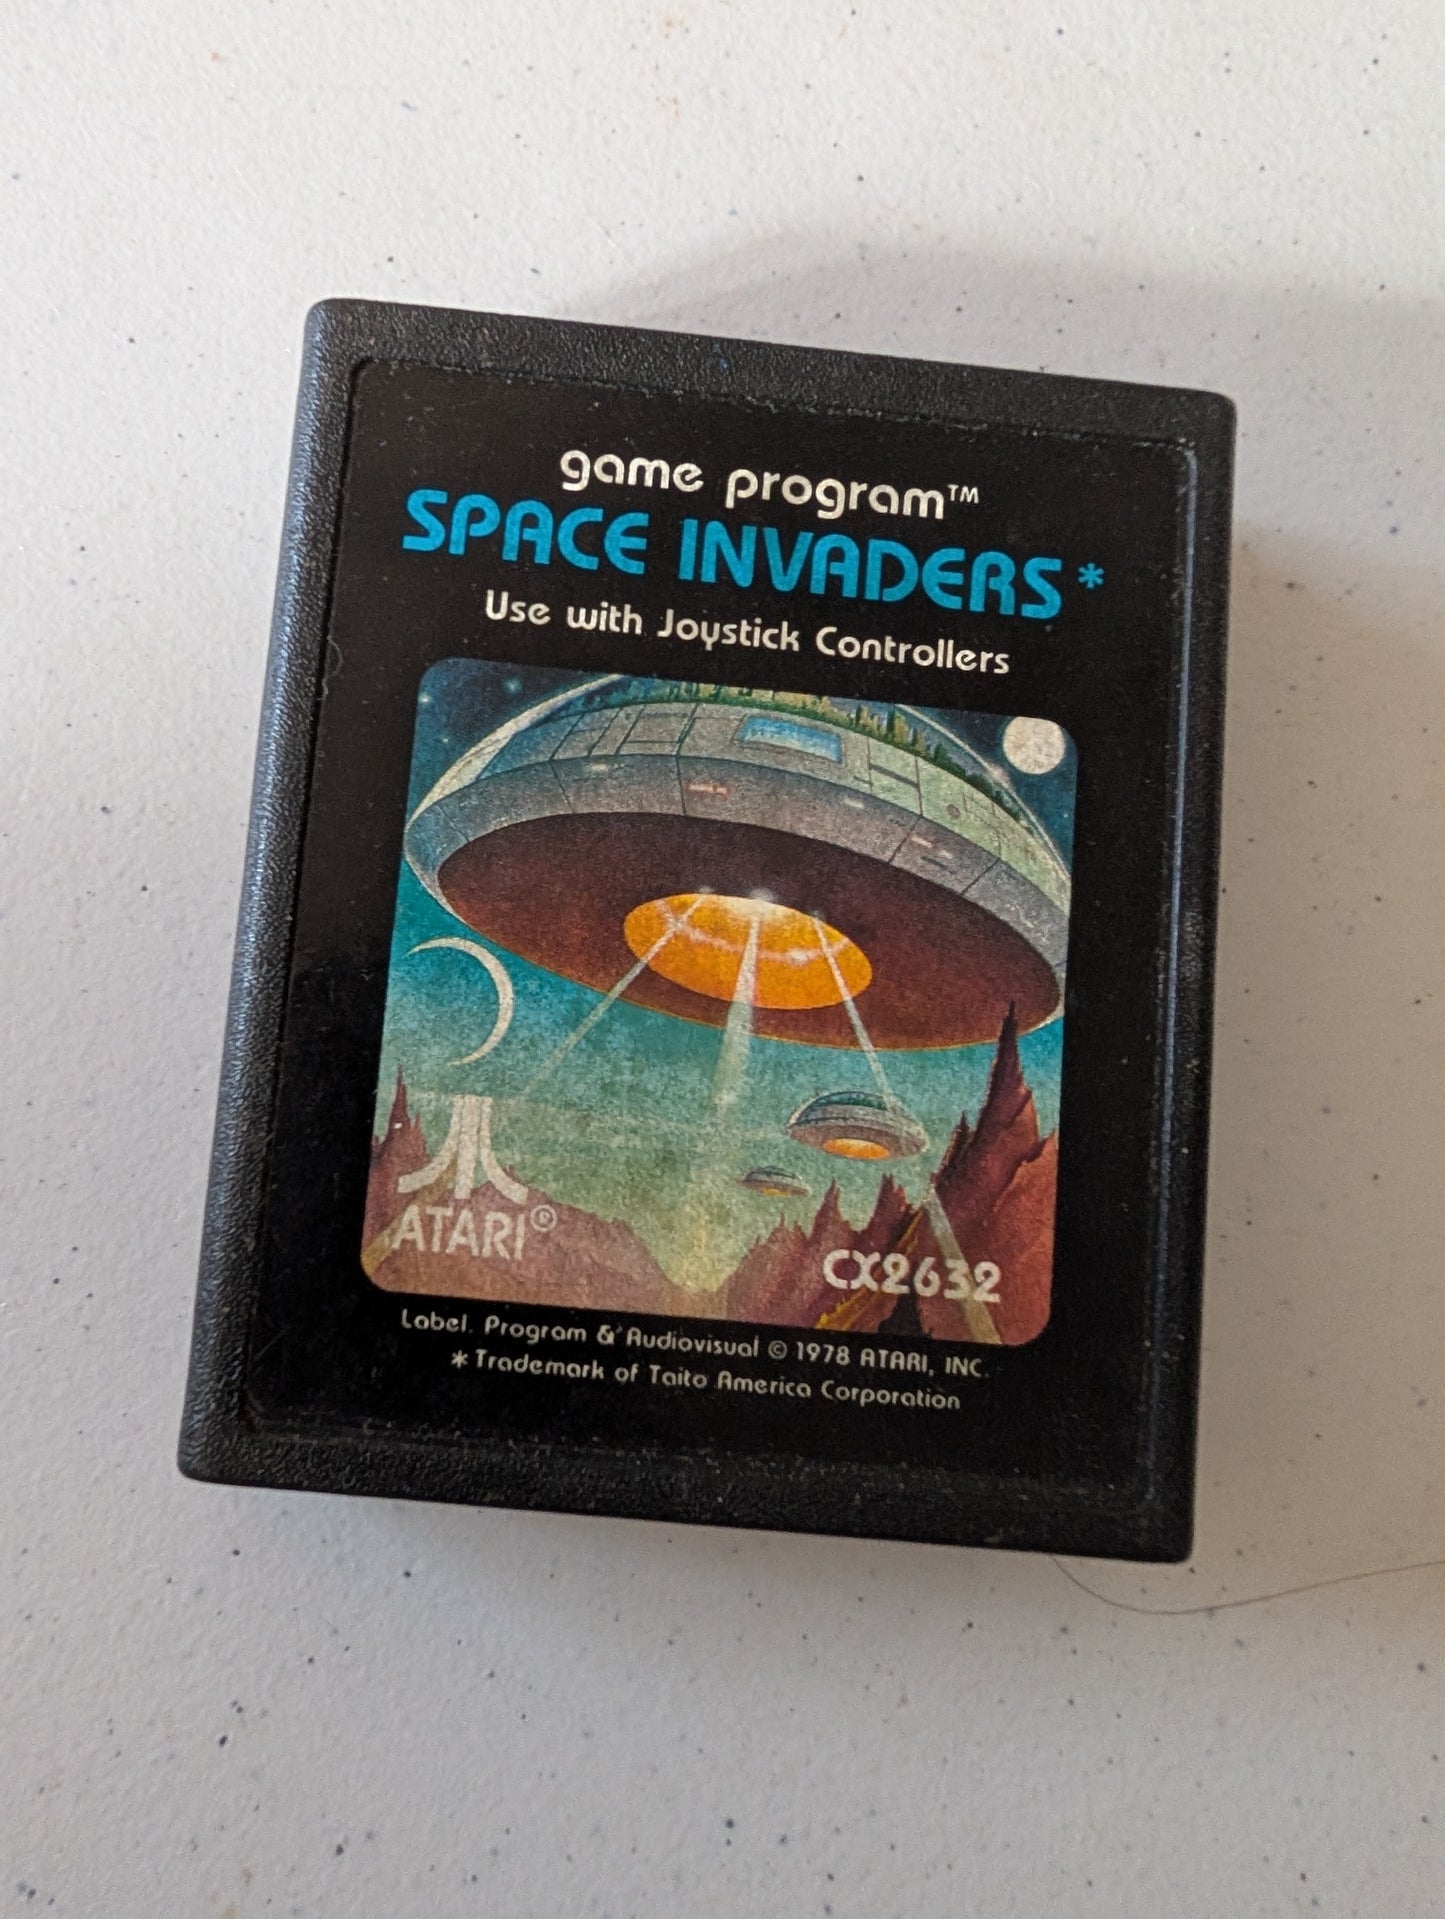 game program™
SPACE INVADERS*
Use with Joystick Controllers
ATARI®
CX2632
Label, Program & Audiovisual © 1978 ATARI, INC.
*Trademark of Taito America Corporation